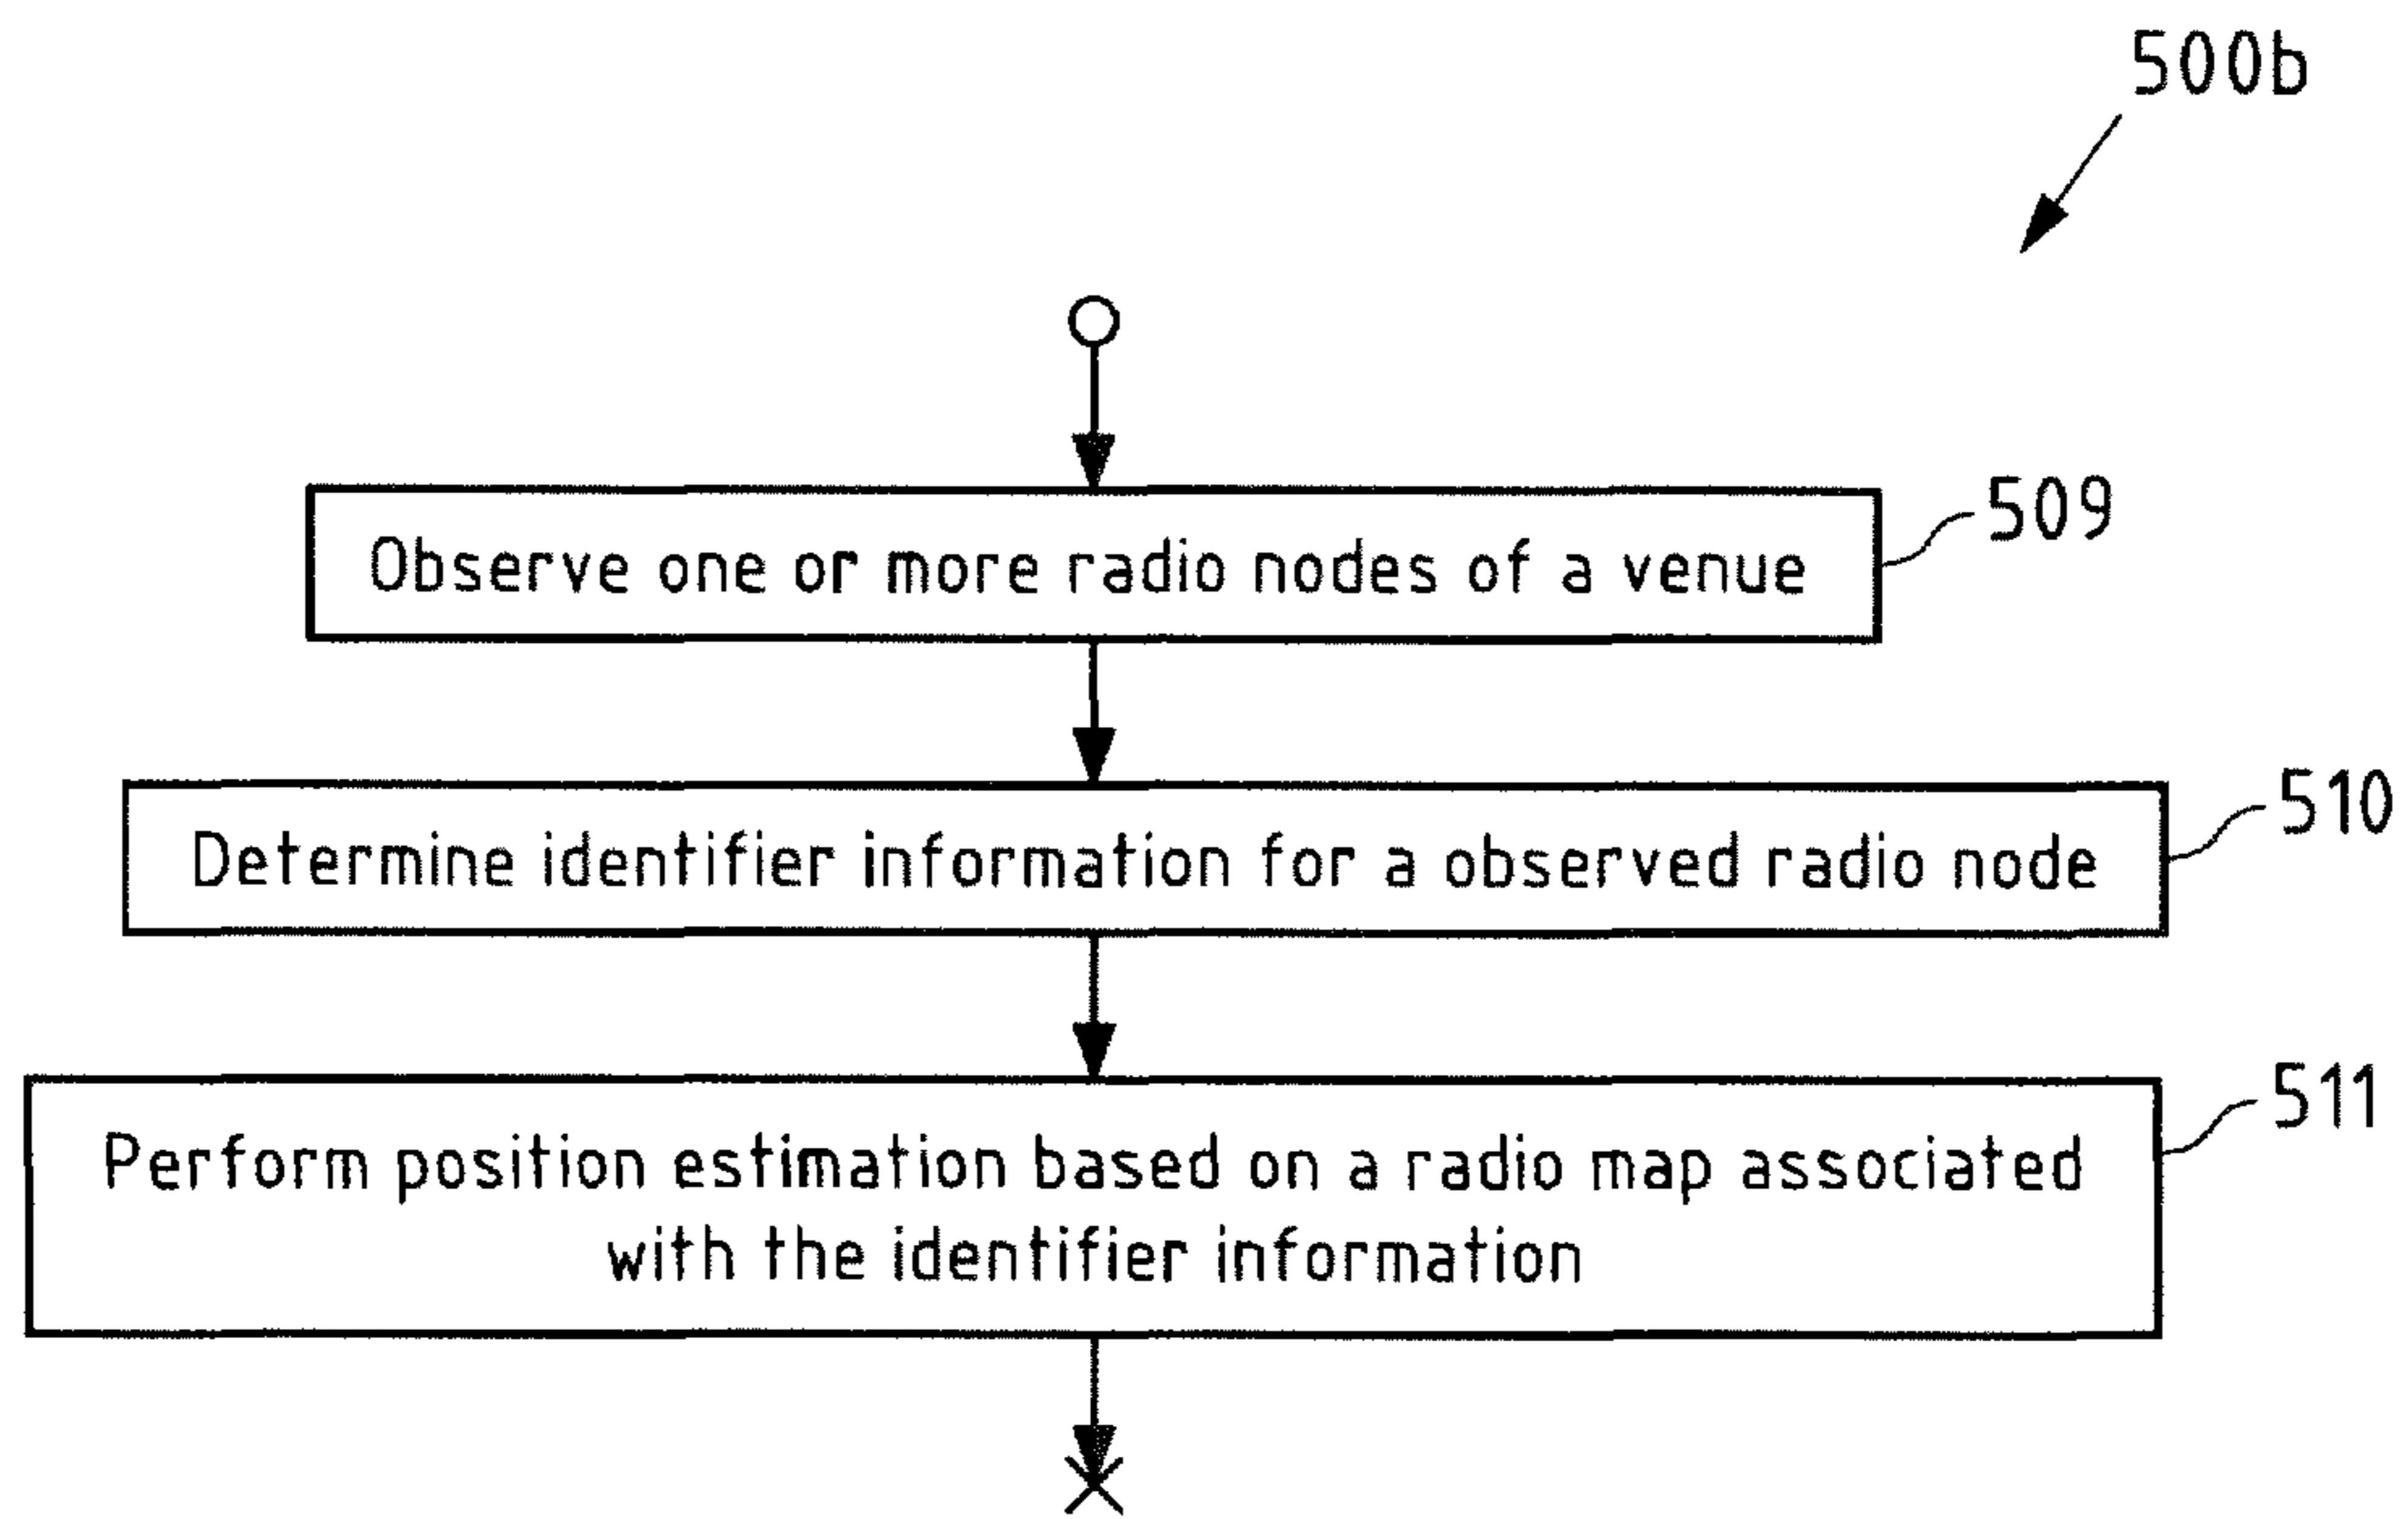 500b
Observe one or more radio nodes of a venue
509
Determine identifier information for a observed radio node
510
Perform position estimation based on a radio map associated
with the identifier information
511